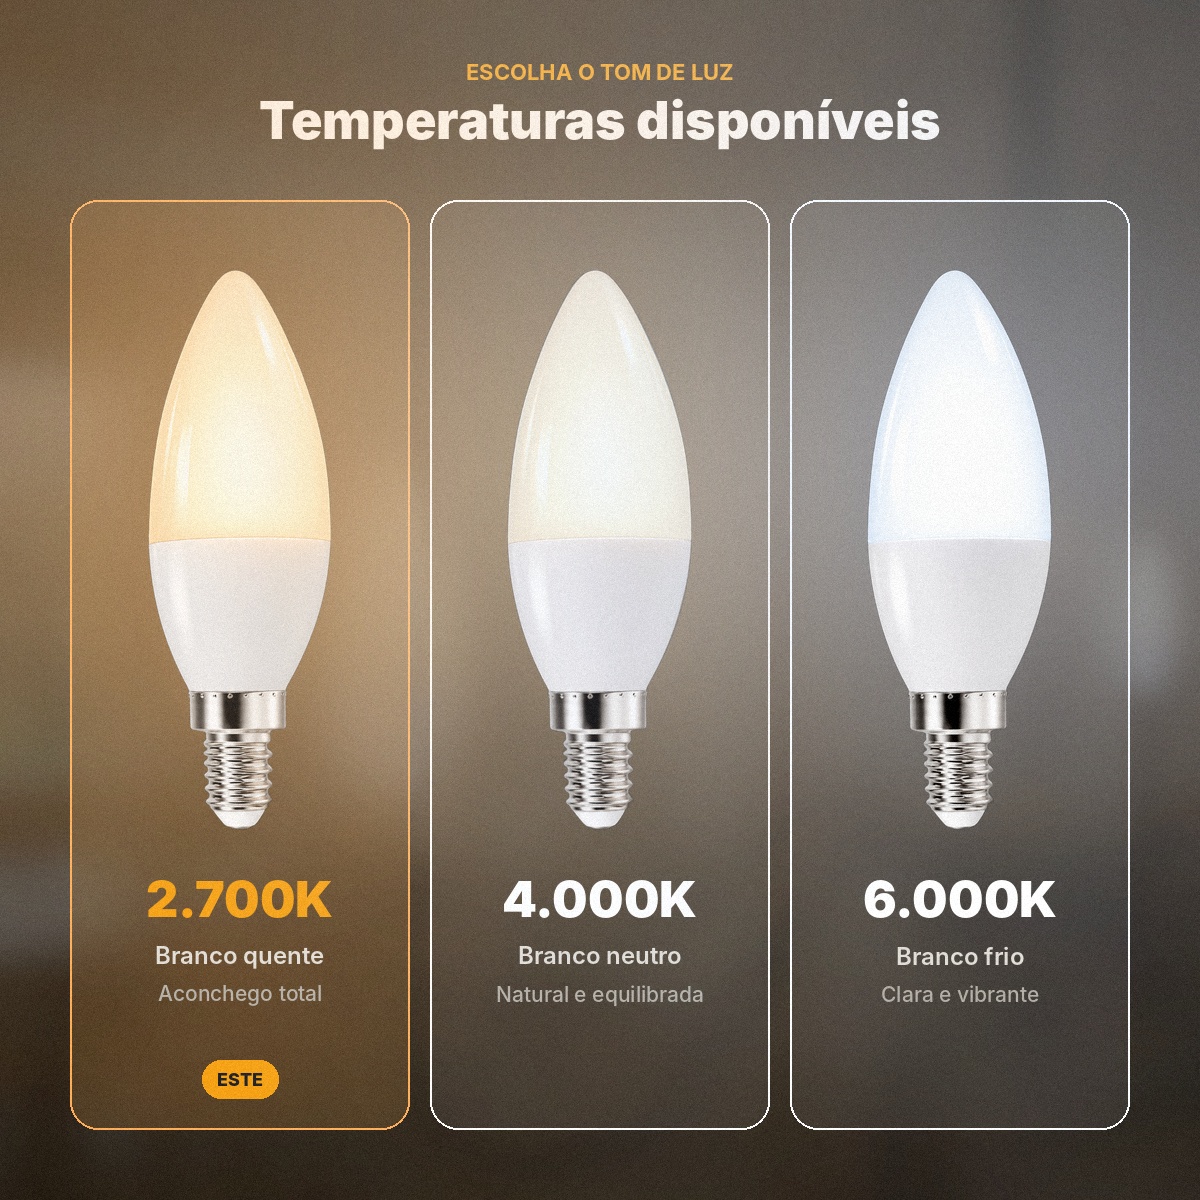 ESCOLHA O TOM DE LUZ
Temperaturas disponíveis
2.700K
Branco quente
Aconchego total
ESTE
4.000K
Branco neutro
Natural e equilibrada
6.000K
Branco frio
Clara e vibrante